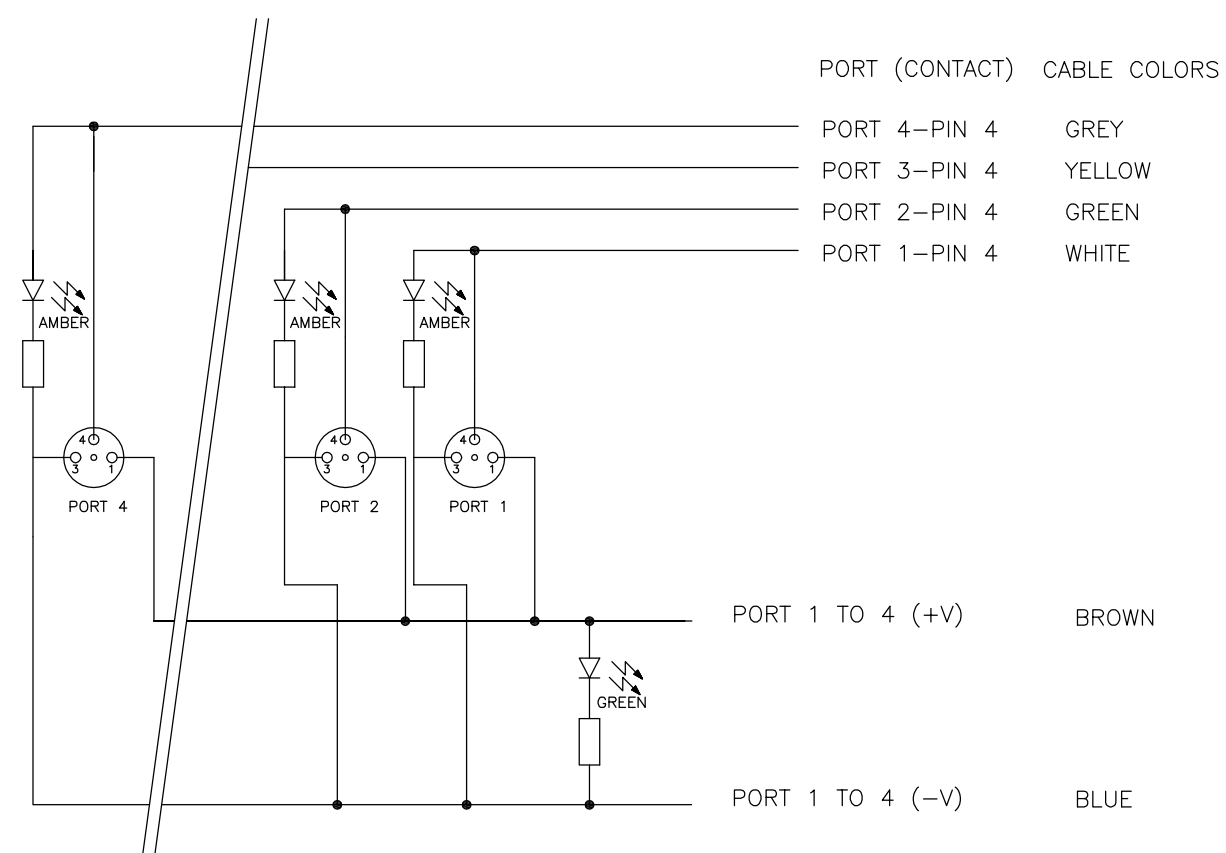 PORT (CONTACT) CABLE COLORS
PORT 4-PIN 4 GREY
PORT 3-PIN 4 YELLOW
PORT 2-PIN 4 GREEN
PORT 1-PIN 4 WHITE
AMBER AMBER AMBER
4 4 4
3 1 3 1 3 1
PORT 4 PORT 2 PORT 1
PORT 1 TO 4 (+V) BROWN
GREEN
PORT 1 TO 4 (-V) BLUE